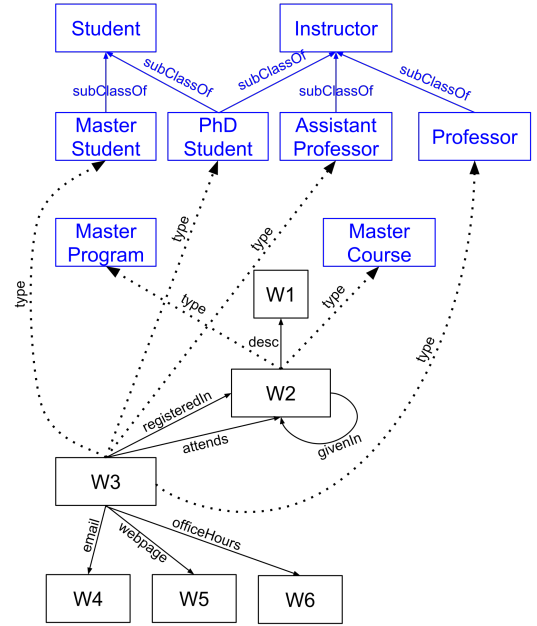 Student
Instructor
subClassOf
subClassOf
subClassOf
subClassOf
subClassOf
Master
Student
PhD
Student
Assistant
Professor
Professor
type
type
type
type
Master
Program
Master
Course
type
type
W1
desc
W2
registeredIn
attends
givenIn
W3
email
webpage
officeHours
W4
W5
W6